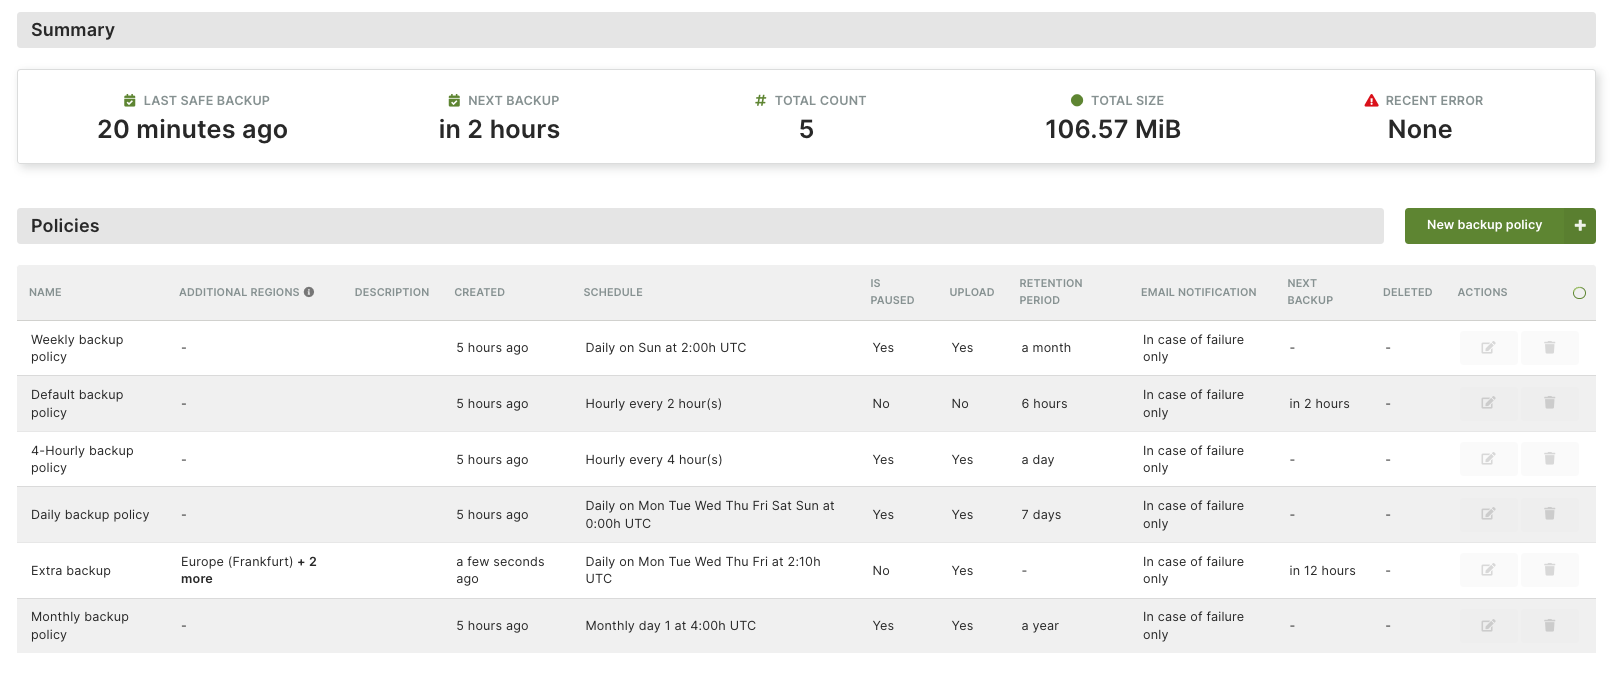 Summary
LAST SAFE BACKUP
20 minutes ago
NEXT BACKUP
in 2 hours
# TOTAL COUNT
5
TOTAL SIZE
106.57 MiB
RECENT ERROR
None
Policies
New backup policy +
NAME ADDITIONAL REGIONS DESCRIPTION CREATED SCHEDULE IS PAUSED UPLOAD RETENTION PERIOD EMAIL NOTIFICATION NEXT BACKUP DELETED ACTIONS
Weekly backup policy - 5 hours ago Daily on Sun at 2:00h UTC Yes Yes a month In case of failure only - -
Default backup policy - 5 hours ago Hourly every 2 hour(s) No No 6 hours In case of failure only in 2 hours -
4-Hourly backup policy - 5 hours ago Hourly every 4 hour(s) Yes Yes a day In case of failure only - -
Daily backup policy - 5 hours ago Daily on Mon Tue Wed Thu Fri Sat Sun at 0:00h UTC Yes Yes 7 days In case of failure only - -
Extra backup Europe (Frankfurt) + 2 more a few seconds ago Daily on Mon Tue Wed Thu Fri at 2:10h UTC No Yes - In case of failure only in 12 hours -
Monthly backup policy - 5 hours ago Monthly day 1 at 4:00h UTC Yes Yes a year In case of failure only - -